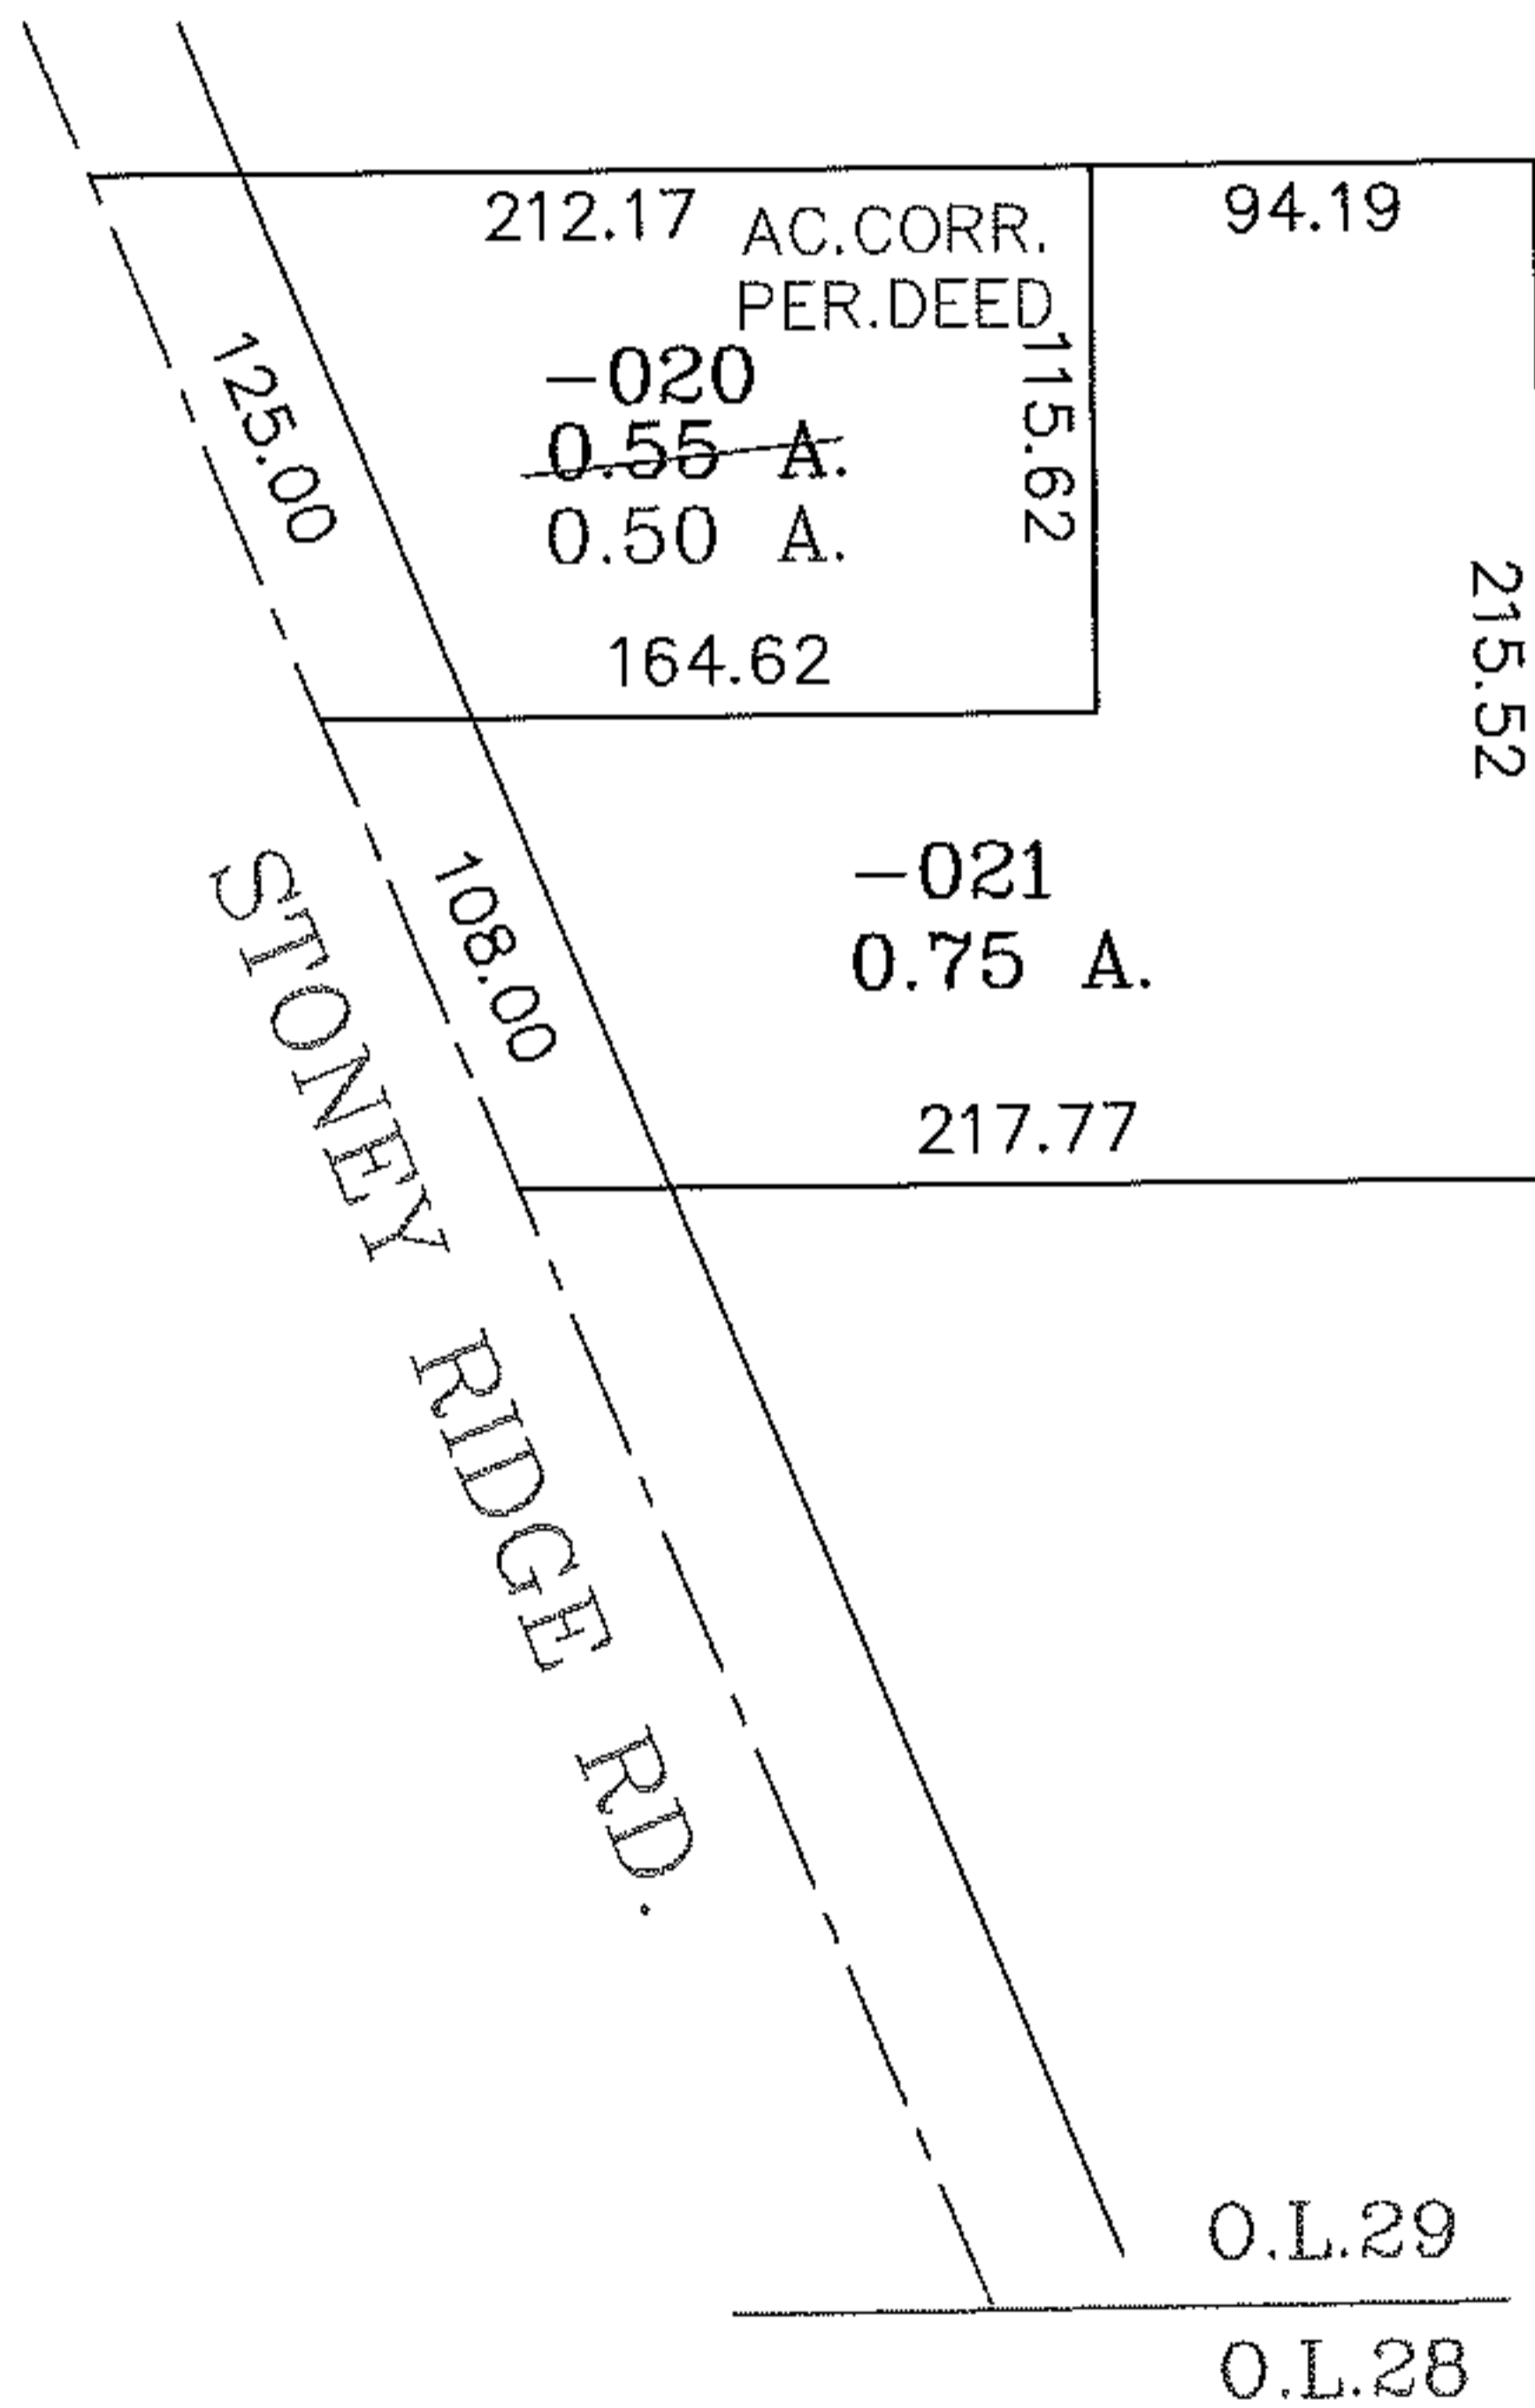 212.17
94.19
AC.CORR.
PER.DEED
-020
0.55 A.
0.50 A.
125.00
115.62
164.62
215.52
-021
0.75 A.
108.00
217.77
STONEY RIDGE RD.
O.L.29
O.L.28